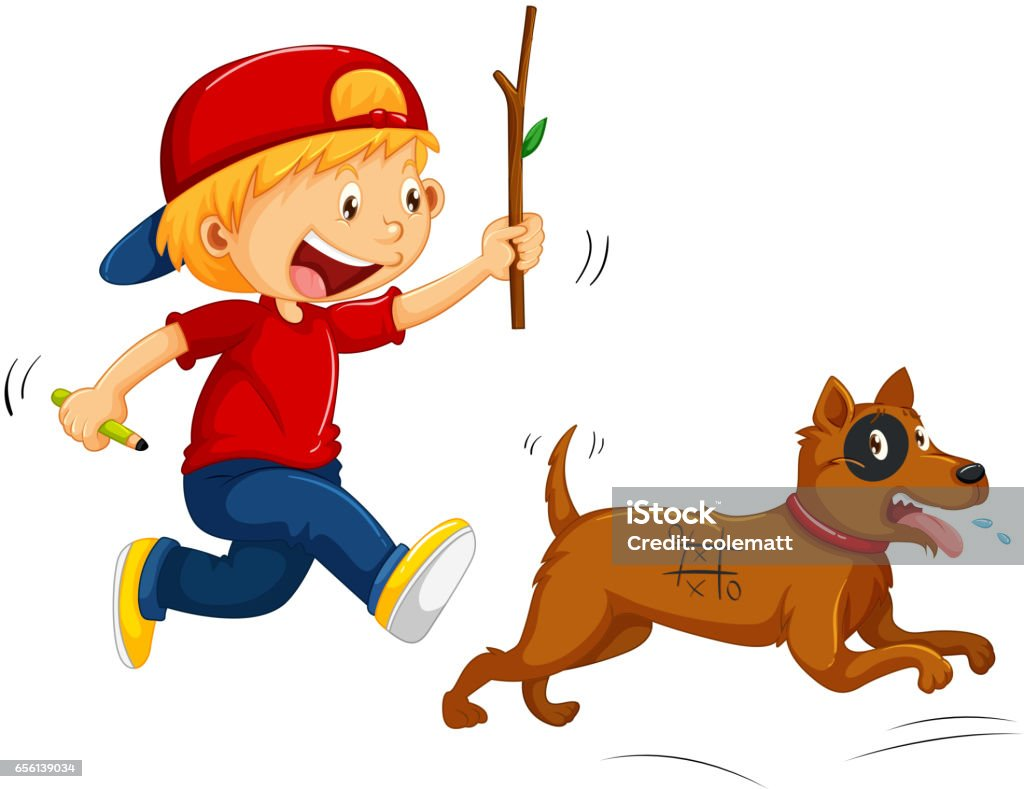 iStock
Credit: colematt
o
x
x o
656139034